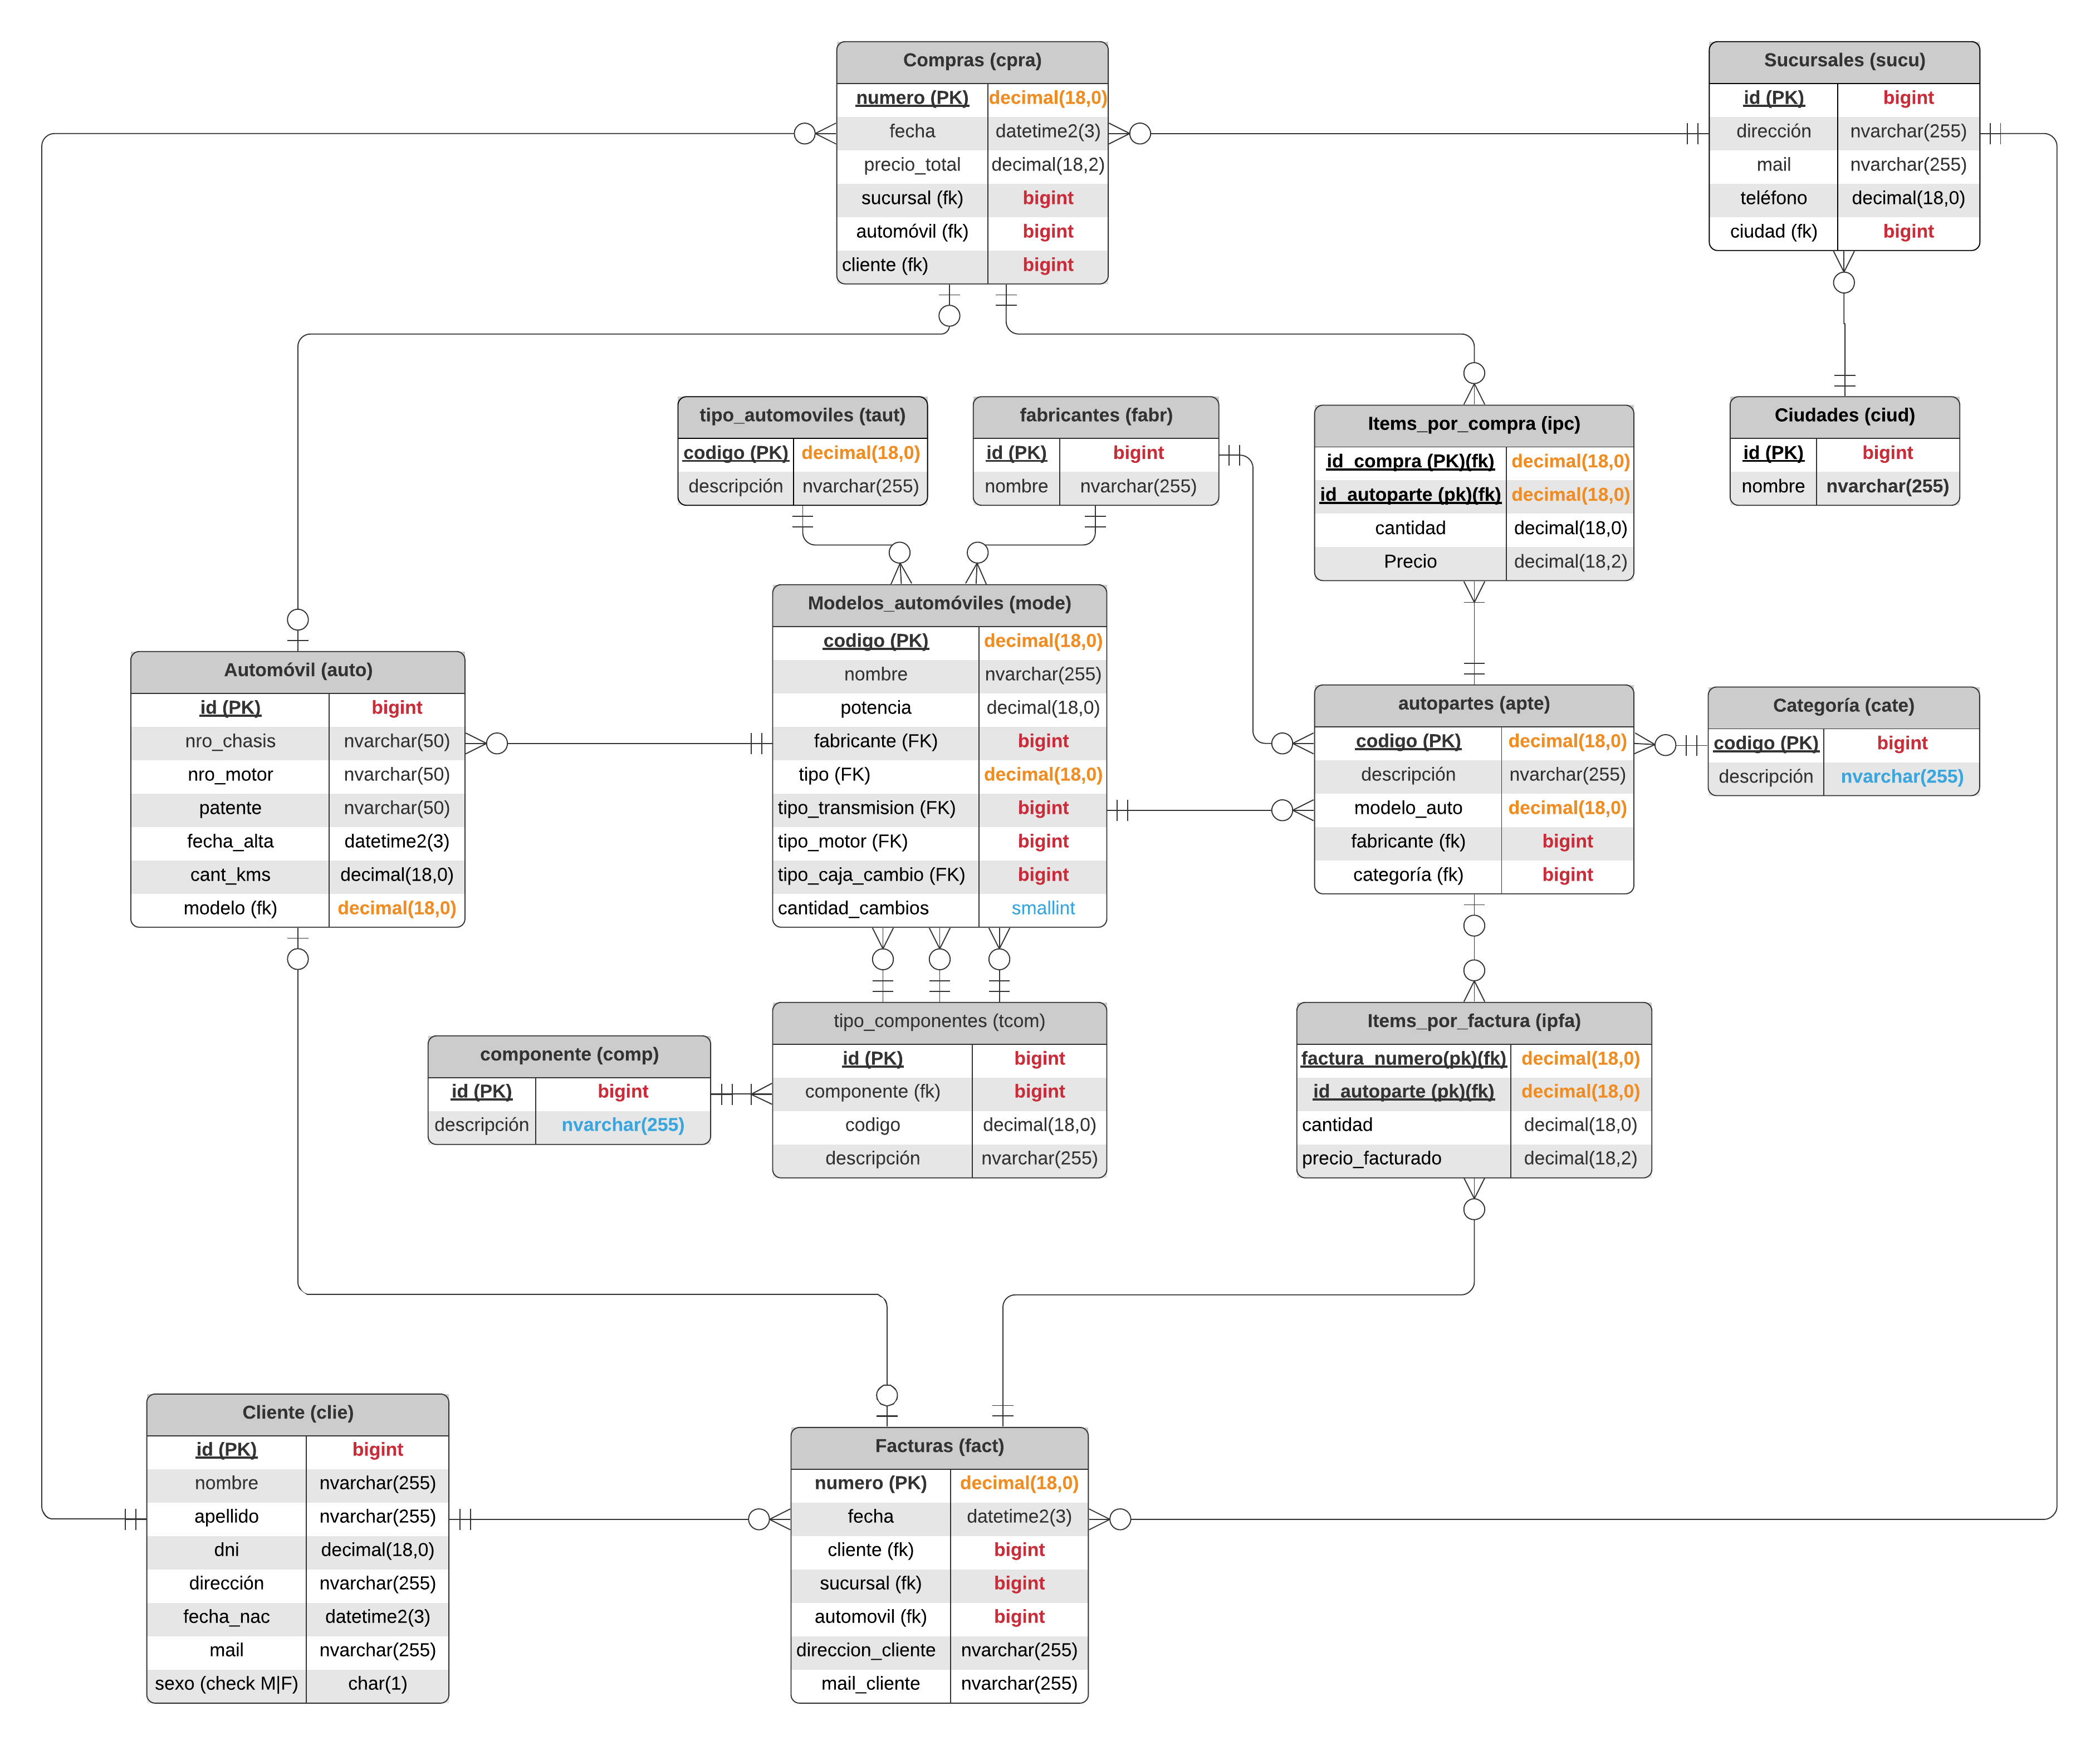 Compras (cpra)
numero (PK) decimal(18,0)
fecha datetime2(3)
precio_total decimal(18,2)
sucursal (fk) bigint
automóvil (fk) bigint
cliente (fk) bigint
Sucursales (sucu)
id (PK) bigint
dirección nvarchar(255)
mail nvarchar(255)
teléfono decimal(18,0)
ciudad (fk) bigint
tipo_automoviles (taut)
codigo (PK) decimal(18,0)
descripción nvarchar(255)
fabricantes (fabr)
id (PK) bigint
nombre nvarchar(255)
Items_por_compra (ipc)
id_compra (PK)(fk) decimal(18,0)
id_autoparte (pk)(fk) decimal(18,0)
cantidad decimal(18,0)
Precio decimal(18,2)
Ciudades (ciud)
id (PK) bigint
nombre nvarchar(255)
Automóvil (auto)
id (PK) bigint
nro_chasis nvarchar(50)
nro_motor nvarchar(50)
patente nvarchar(50)
fecha_alta datetime2(3)
cant_kms decimal(18,0)
modelo (fk) decimal(18,0)
Modelos_automóviles (mode)
codigo (PK) decimal(18,0)
nombre nvarchar(255)
potencia decimal(18,0)
fabricante (FK) bigint
tipo (FK) decimal(18,0)
tipo_transmision (FK) bigint
tipo_motor (FK) bigint
tipo_caja_cambio (FK) bigint
cantidad_cambios smallint
autopartes (apte)
codigo (PK) decimal(18,0)
descripción nvarchar(255)
modelo_auto decimal(18,0)
fabricante (fk) bigint
categoría (fk) bigint
Categoría (cate)
codigo (PK) bigint
descripción nvarchar(255)
componente (comp)
id (PK) bigint
descripción nvarchar(255)
tipo_componentes (tcom)
id (PK) bigint
componente (fk) bigint
codigo decimal(18,0)
descripción nvarchar(255)
Items_por_factura (ipfa)
factura_numero(pk)(fk) decimal(18,0)
id_autoparte (pk)(fk) decimal(18,0)
cantidad decimal(18,0)
precio_facturado decimal(18,2)
Cliente (clie)
id (PK) bigint
nombre nvarchar(255)
apellido nvarchar(255)
dni decimal(18,0)
dirección nvarchar(255)
fecha_nac datetime2(3)
mail nvarchar(255)
sexo (check M|F) char(1)
Facturas (fact)
numero (PK) decimal(18,0)
fecha datetime2(3)
cliente (fk) bigint
sucursal (fk) bigint
automovil (fk) bigint
direccion_cliente nvarchar(255)
mail_cliente nvarchar(255)